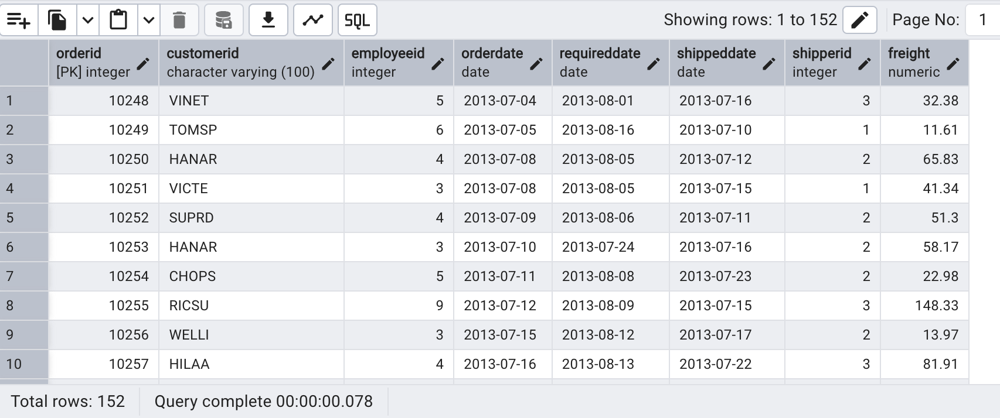 SQL Showing rows: 1 to 152 Page No: 1
orderid customerid employeeid orderdate requireddate shippeddate shipperid freight
[PK] integer character varying (100) integer date date date integer numeric
1 10248 VINET 5 2013-07-04 2013-08-01 2013-07-16 3 32.38
2 10249 TOMSP 6 2013-07-05 2013-08-16 2013-07-10 1 11.61
3 10250 HANAR 4 2013-07-08 2013-08-05 2013-07-12 2 65.83
4 10251 VICTE 3 2013-07-08 2013-08-05 2013-07-15 1 41.34
5 10252 SUPRD 4 2013-07-09 2013-08-06 2013-07-11 2 51.3
6 10253 HANAR 3 2013-07-10 2013-07-24 2013-07-16 2 58.17
7 10254 CHOPS 5 2013-07-11 2013-08-08 2013-07-23 2 22.98
8 10255 RICSU 9 2013-07-12 2013-08-09 2013-07-15 3 148.33
9 10256 WELLI 3 2013-07-15 2013-08-12 2013-07-17 2 13.97
10 10257 HILAA 4 2013-07-16 2013-08-13 2013-07-22 3 81.91
Total rows: 152 Query complete 00:00:00.078